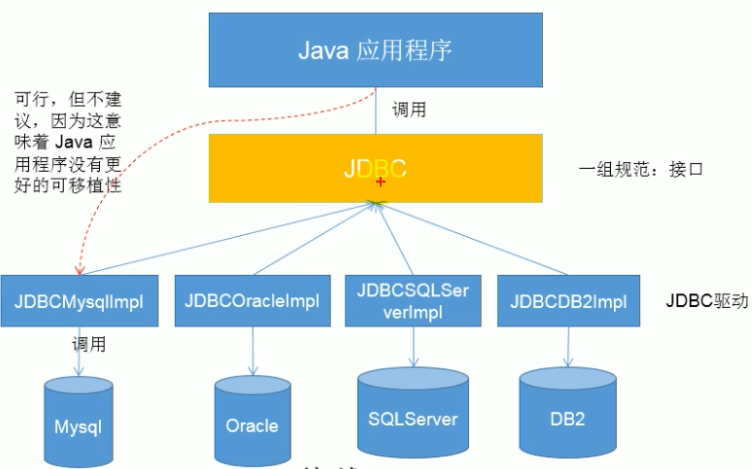 Java 应用程序
可行，但不建
议，因为这意
味着 Java 应
用程序没有更
好的可移植性
调用
JDBC
一组规范：接口
JDBCMysqlImpl
JDBCOracleImpl
JDBCSQLSer
verImpl
JDBCDB2Impl
JDBC驱动
调用
Mysql
Oracle
SQLServer
DB2